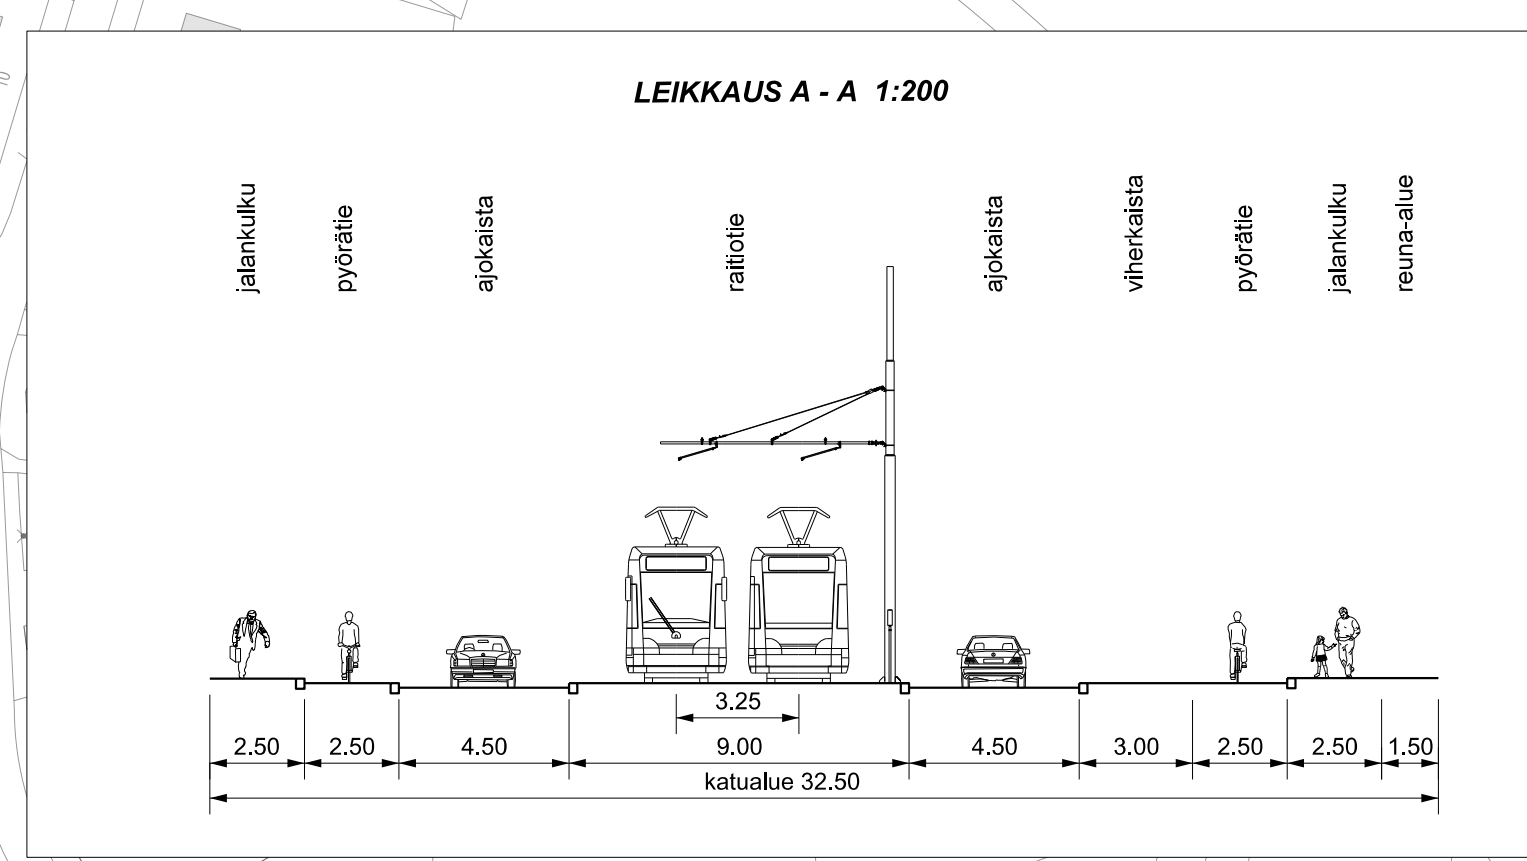 LEIKKAUS A - A 1:200
jalankulku
pyörätie
ajokaista
raitiotie
ajokaista
viherkaista
pyörätie
jalankulku
reuna-alue
3.25
2.50 2.50 4.50 9.00 4.50 3.00 2.50 2.50 1.50
katualue 32.50